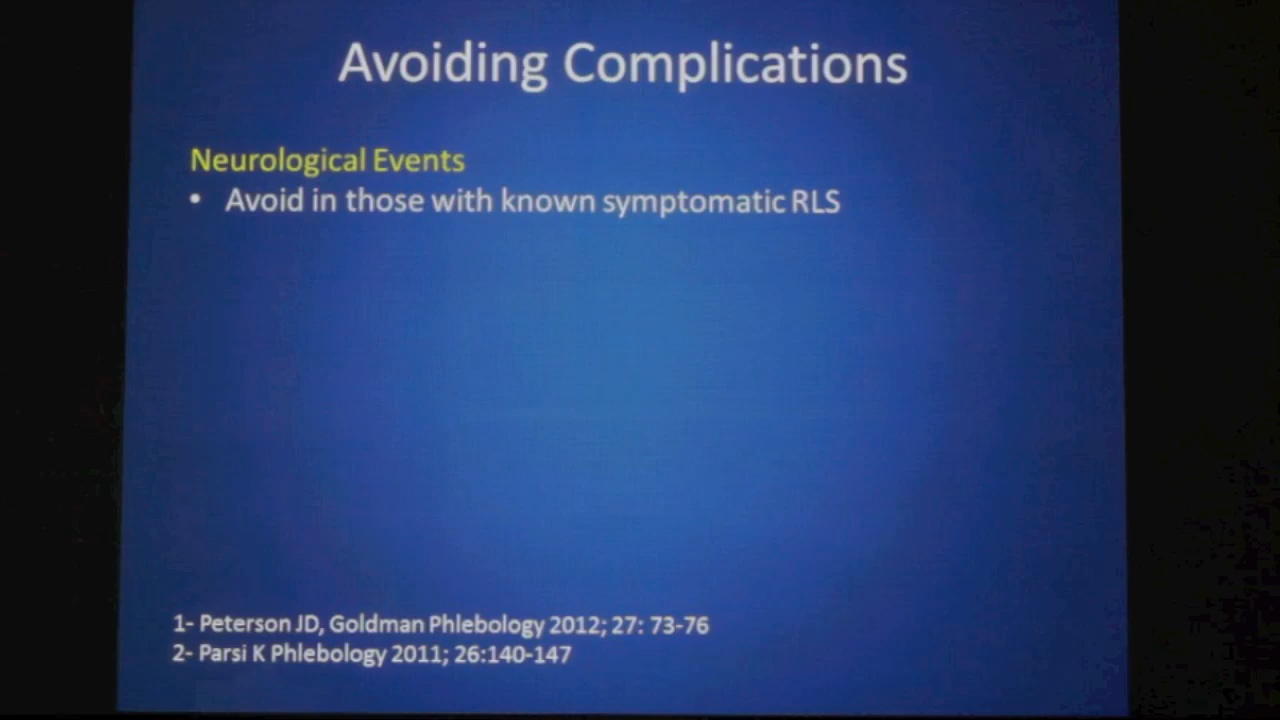 Avoiding Complications
Neurological Events
• Avoid in those with known symptomatic RLS
1- Peterson JD, Goldman Phlebology 2012; 27: 73-76
2- Parsi K Phlebology 2011; 26:140-147